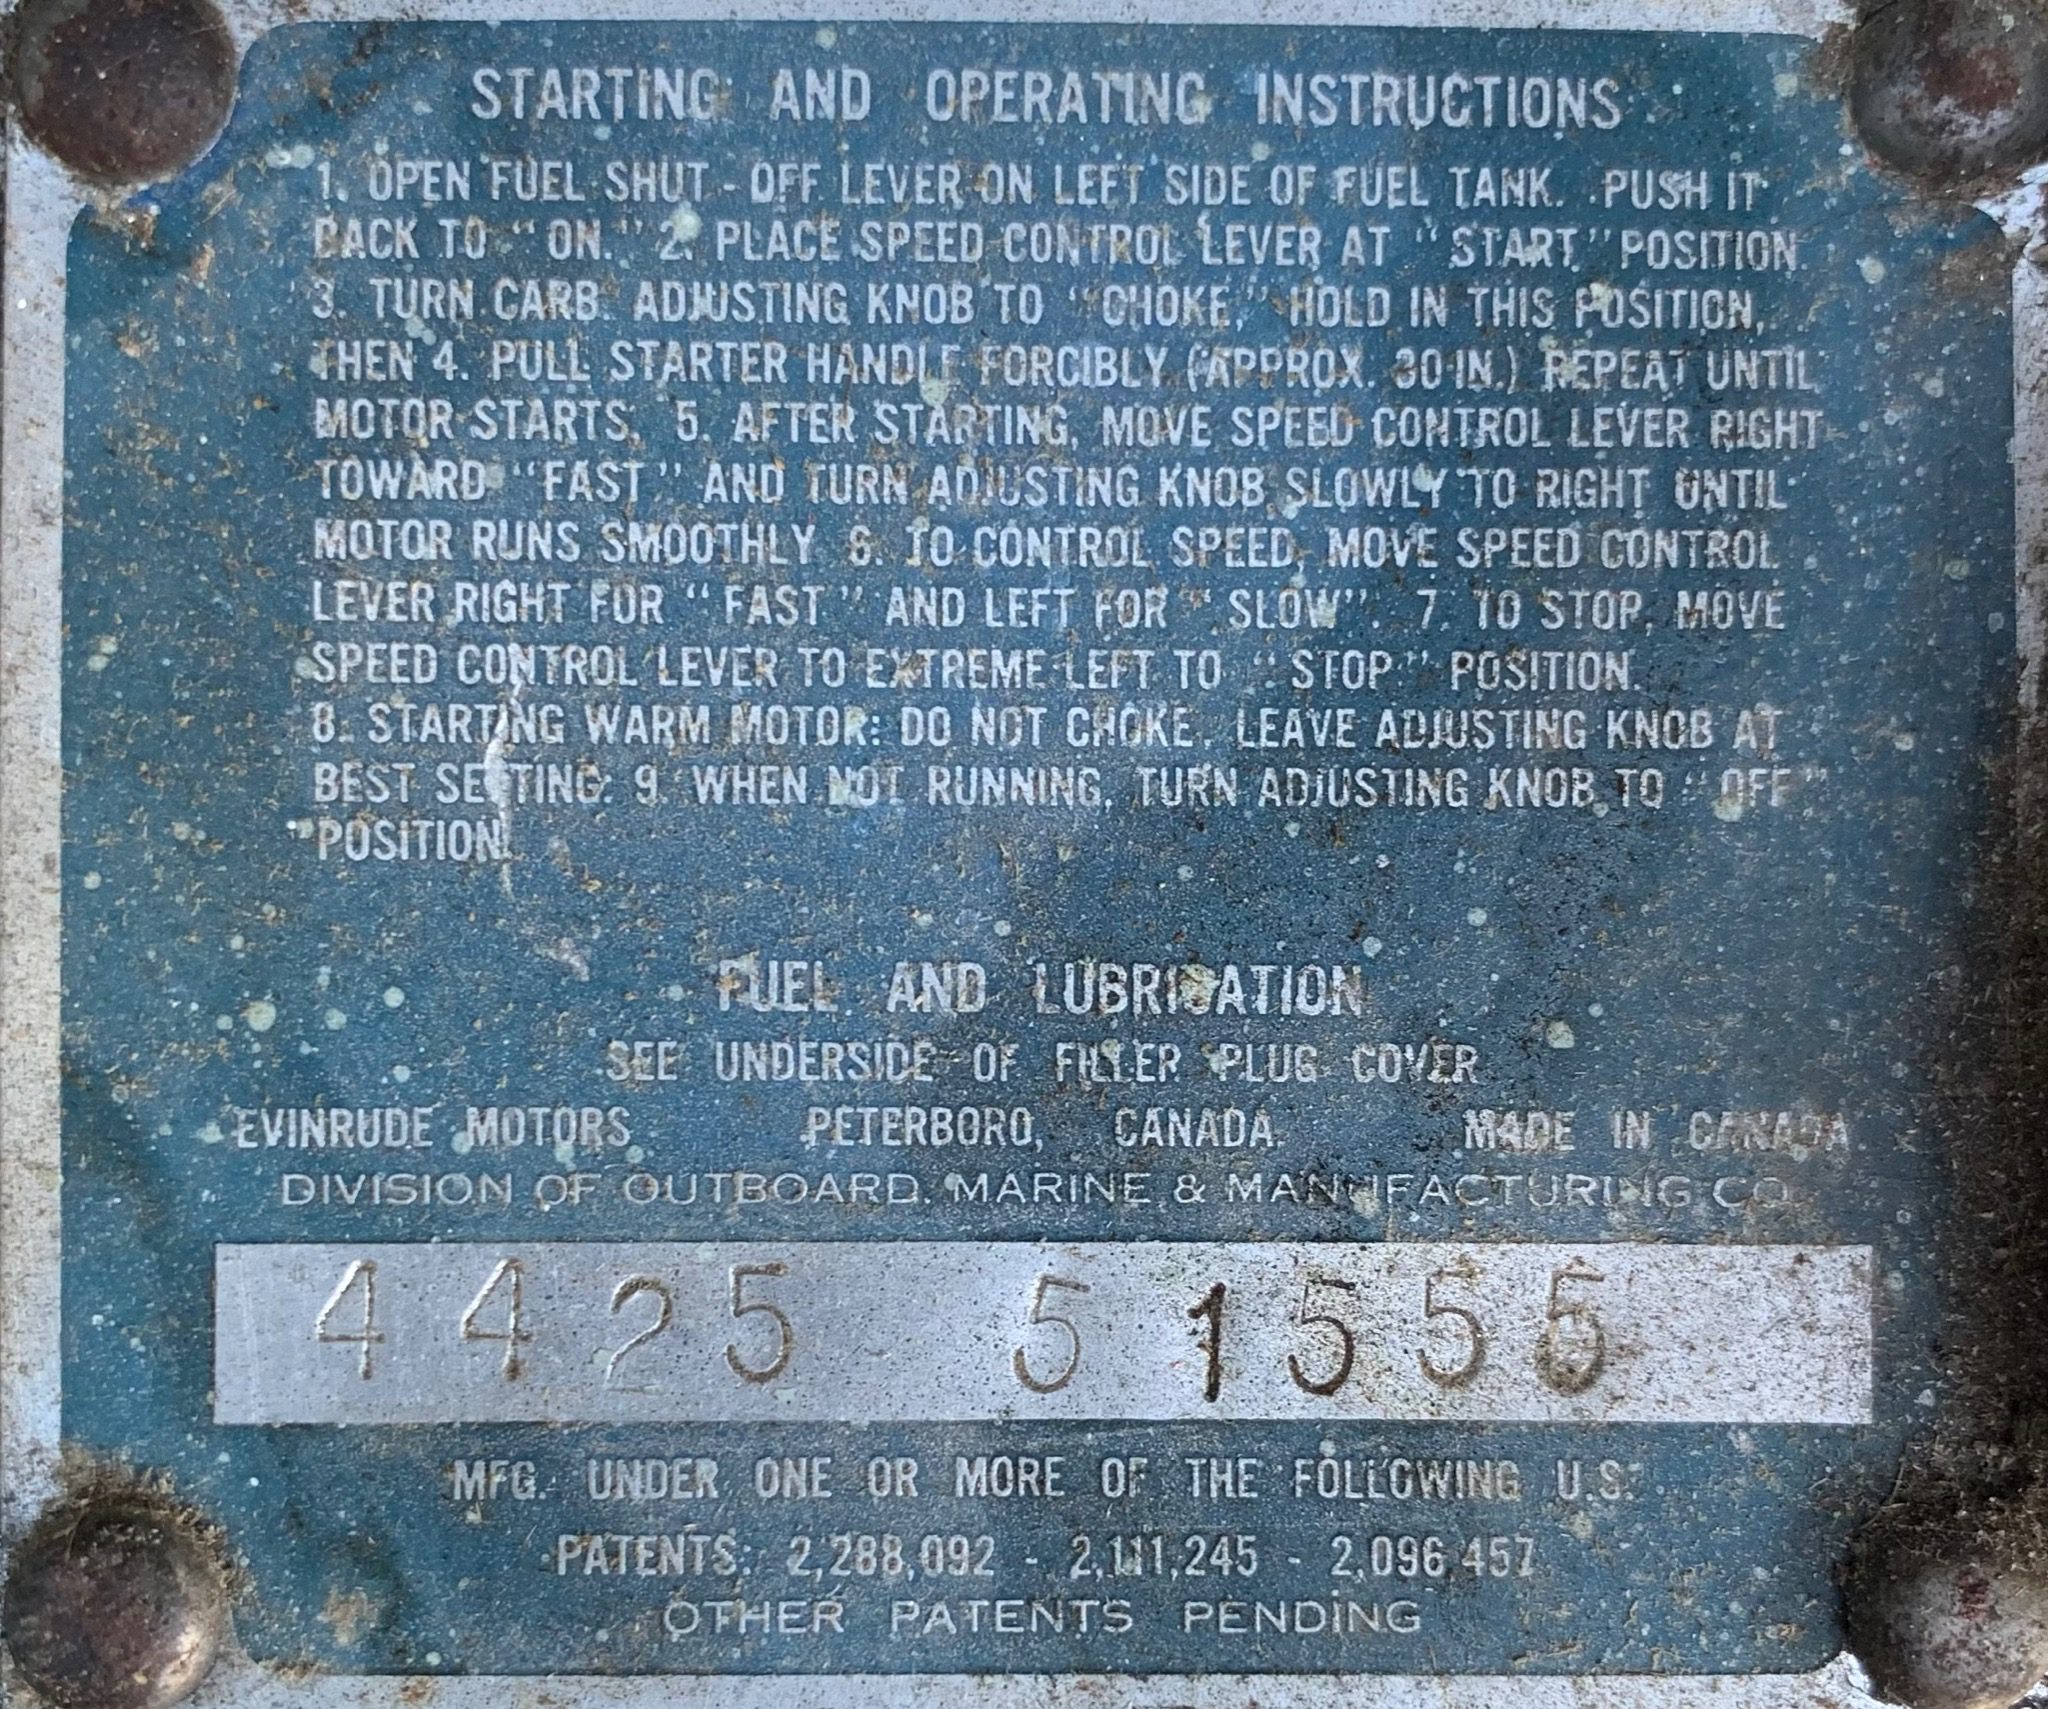 STARTING AND OPERATING INSTRUCTIONS
1. OPEN FUEL SHUT-OFF LEVER ON LEFT SIDE OF FUEL TANK. PUSH IT
BACK TO "ON." 2. PLACE SPEED CONTROL LEVER AT "START" POSITION.
3. TURN CARB. ADJUSTING KNOB TO "CHOKE," HOLD IN THIS POSITION,
THEN 4. PULL STARTER HANDLE FORCIBLY (APPROX. 30 IN.) REPEAT UNTIL
MOTOR STARTS. 5. AFTER STARTING, MOVE SPEED CONTROL LEVER RIGHT
TOWARD "FAST" AND TURN ADJUSTING KNOB SLOWLY TO RIGHT UNTIL
MOTOR RUNS SMOOTHLY 6. TO CONTROL SPEED, MOVE SPEED CONTROL
LEVER RIGHT FOR "FAST" AND LEFT FOR "SLOW". 7. TO STOP, MOVE
SPEED CONTROL LEVER TO EXTREME LEFT TO "STOP" POSITION.
8. STARTING WARM MOTOR: DO NOT CHOKE. LEAVE ADJUSTING KNOB AT
BEST SETTING. 9. WHEN NOT RUNNING, TURN ADJUSTING KNOB TO "OFF"
POSITION.
FUEL AND LUBRICATION
SEE UNDERSIDE OF FILLER PLUG COVER
EVINRUDE MOTORS PETERBORO, CANADA MADE IN CANADA
DIVISION OF OUTBOARD, MARINE & MANUFACTURING CO.
4425 51555
MFG. UNDER ONE OR MORE OF THE FOLLOWING U.S.
PATENTS: 2,288,092 - 2,111,245 - 2,096,457
OTHER PATENTS PENDING